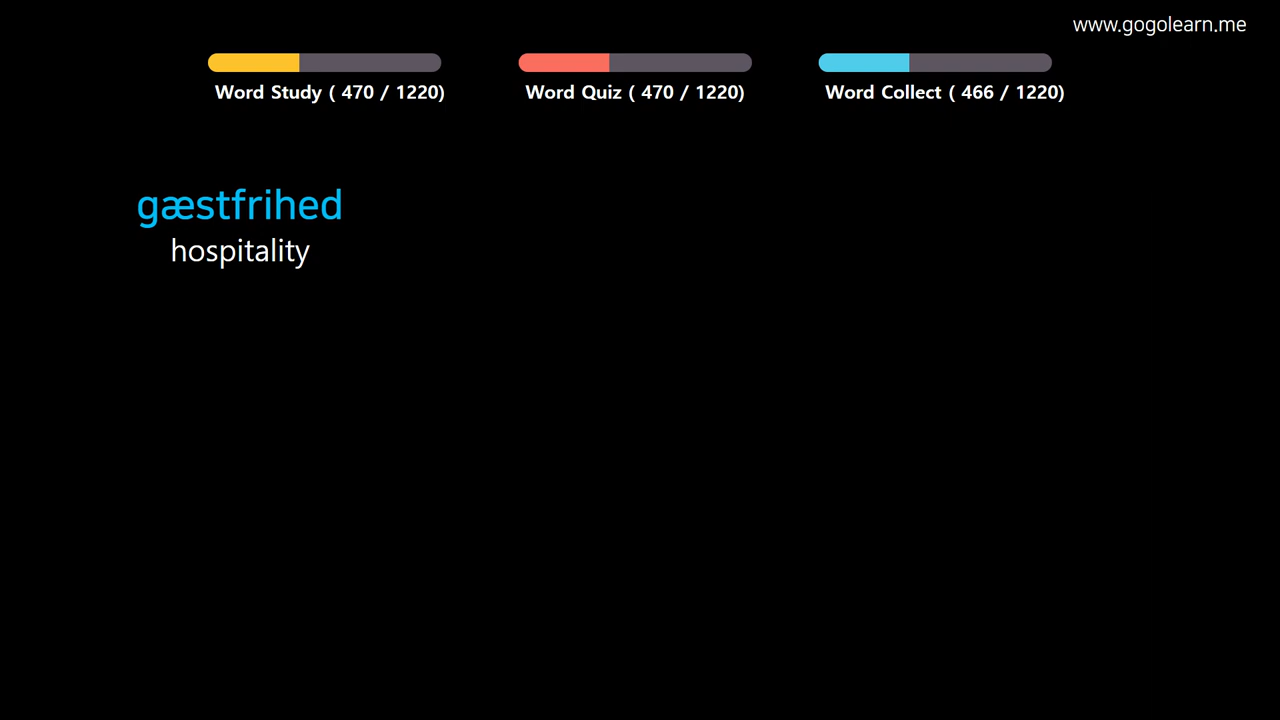 www.gogolearn.me
Word Study ( 470 / 1220)
Word Quiz ( 470 / 1220)
Word Collect ( 466 / 1220)
gæstfrihed
hospitality